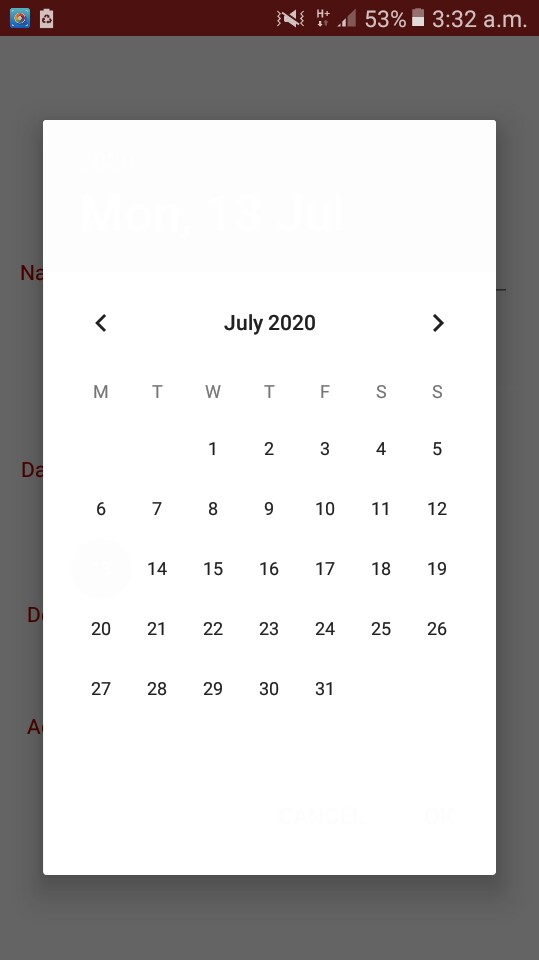 H+ 53% 3:32 a.m.
Mon, 13 Jul
Na
July 2020
M T W T F S S
1 2 3 4 5
Da
6 7 8 9 10 11 12
13 14 15 16 17 18 19
De
20 21 22 23 24 25 26
27 28 29 30 31
CANCEL OK